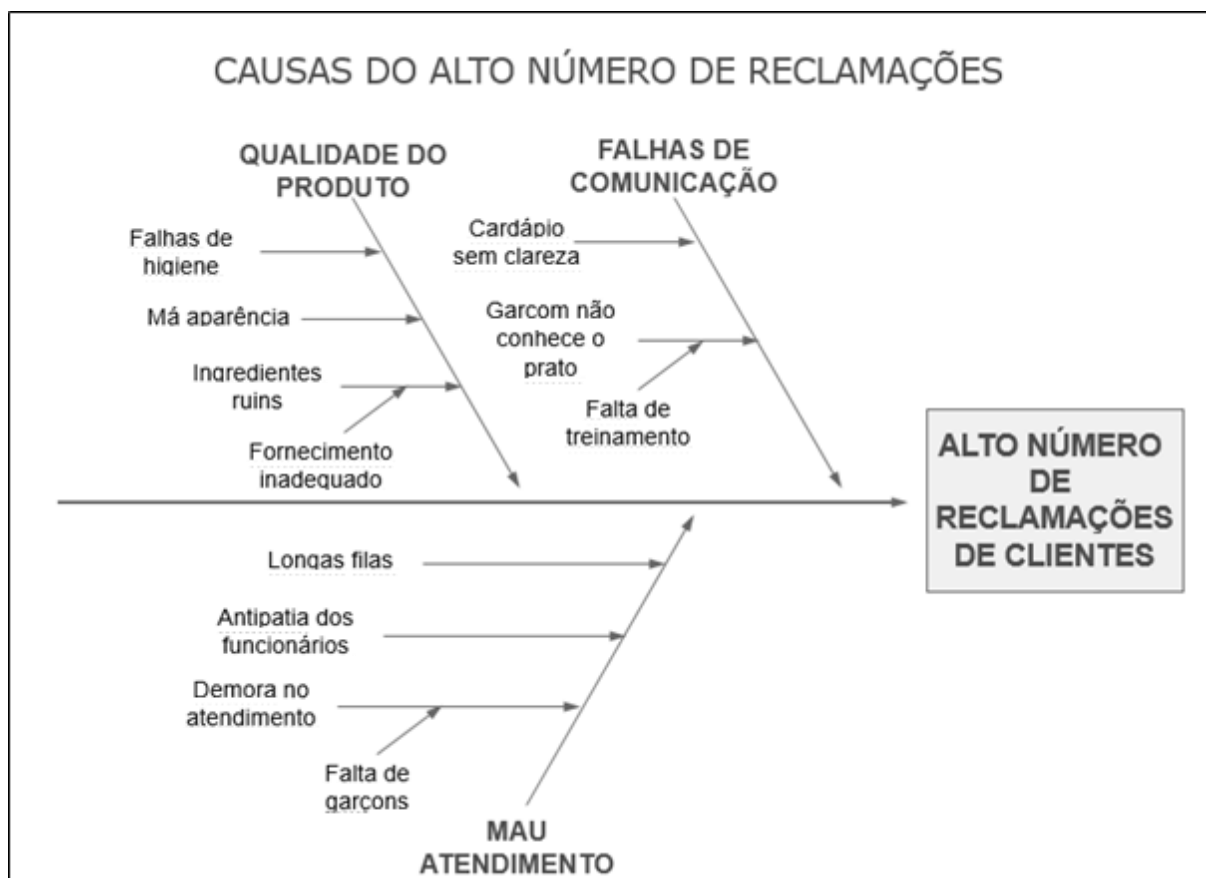 CAUSAS DO ALTO NÚMERO DE RECLAMAÇÕES
QUALIDADE DO
PRODUTO
FALHAS DE
COMUNICAÇÃO
Falhas de
higiene
Má aparência
Ingredientes
ruins
Fornecimento
inadequado
Cardápio
sem clareza
Garcom não
conhece o
prato
Falta de
treinamento
ALTO NÚMERO
DE
RECLAMAÇÕES
DE CLIENTES
Longas filas
Antipatia dos
funcionários
Demora no
atendimento
Falta de
garçons
MAU
ATENDIMENTO